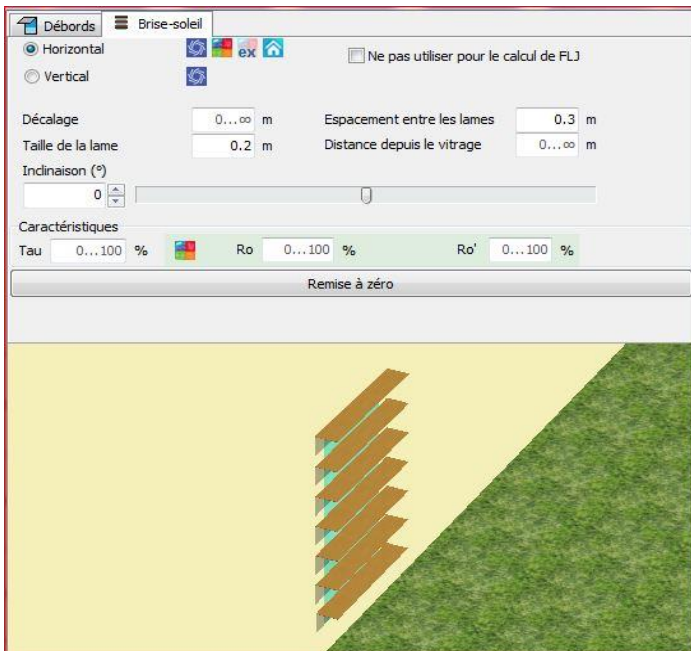 Débords Brise-soleil
Horizontal ex Ne pas utiliser pour le calcul de FLJ
Vertical
Décalage 0...∞ m Espacement entre les lames 0.3 m
Taille de la lame 0.2 m Distance depuis le vitrage 0...∞ m
Inclinaison (°)
0
Caractéristiques
Tau 0...100 % Ro 0...100 % Ro' 0...100 %
Remise à zéro